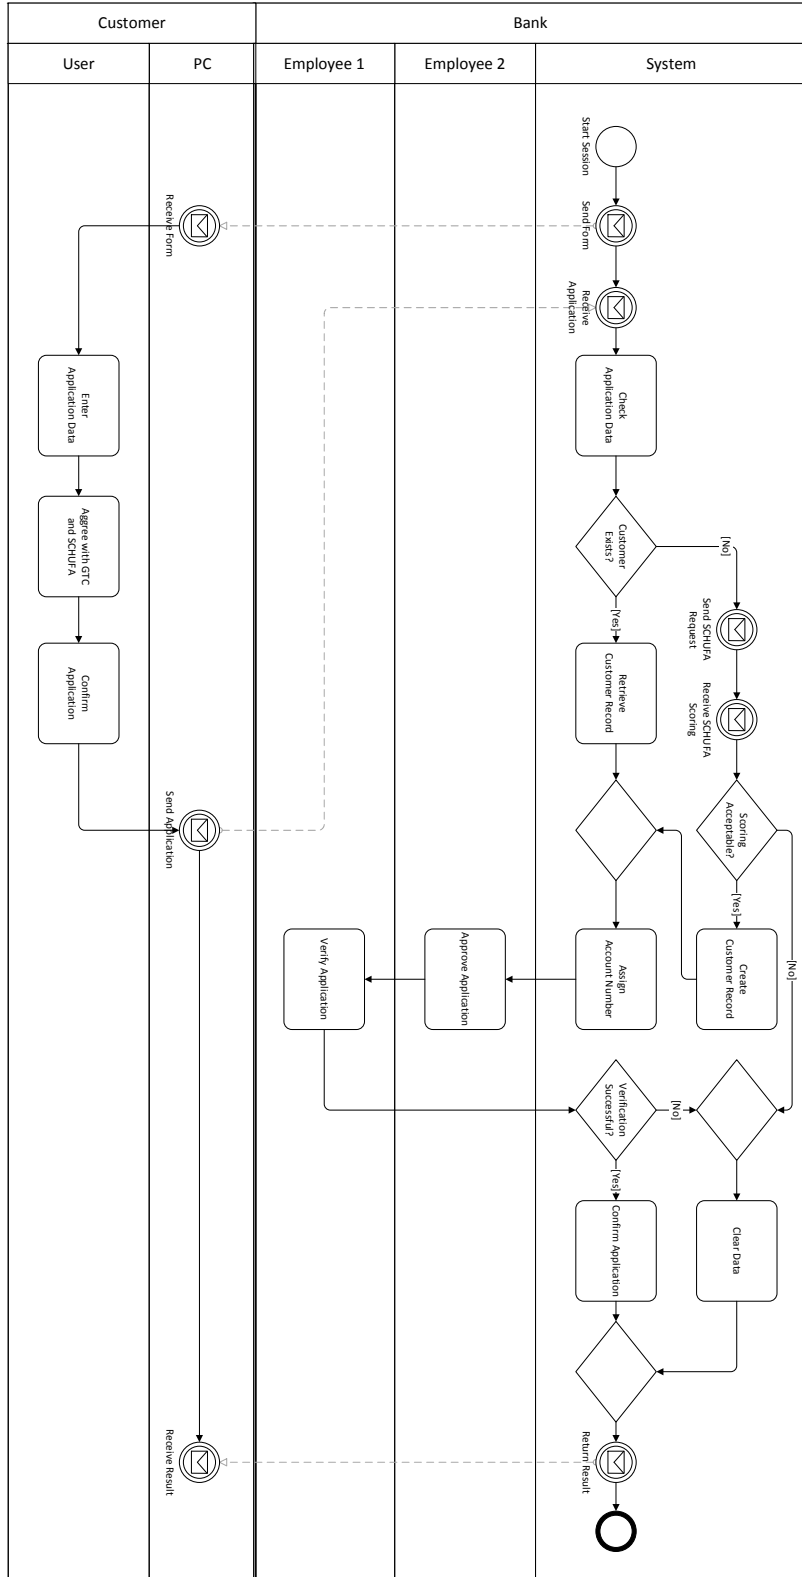 Customer
Bank
User
PC
Employee 1
Employee 2
System
Start Session
Send Form
Receive Form
Receive
Application
Enter
Application Data
Check
Application Data
Aggree with GTC
and SCHUFA
Customer
Exists?
[No]
[Yes]
Send SCHUFA
Request
Confirm
Application
Retrieve
Customer Record
Receive SCHUFA
Scoring
Send Application
Scoring
Acceptable?
[Yes]
[No]
Verify Application
Approve Application
Assign
Account Number
Create
Customer Record
Verification
Successful?
[No]
[Yes]
Confirm Application
Clear Data
Receive Result
Return Result